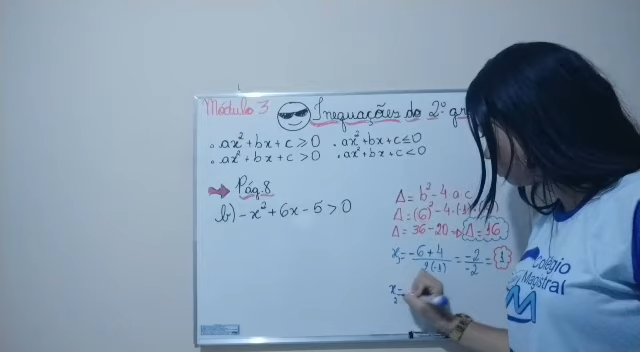 Módulo 3 Inequações do 2º gr
. ax² + bx + c ≥ 0 . ax² + bx + c ≤ 0
. ax² + bx + c > 0 . ax² + bx + c < 0
Pág. 8
b) -x² + 6x - 5 > 0
Δ = b² - 4 a c
Δ = (6)² - 4 · (-1) ·
Δ = 36 - 20 → Δ = 16
x₁ = -6 + 4 / 2(-1) = -2 / -2 = {1}
x₂ =
Colégio
Magistral
M